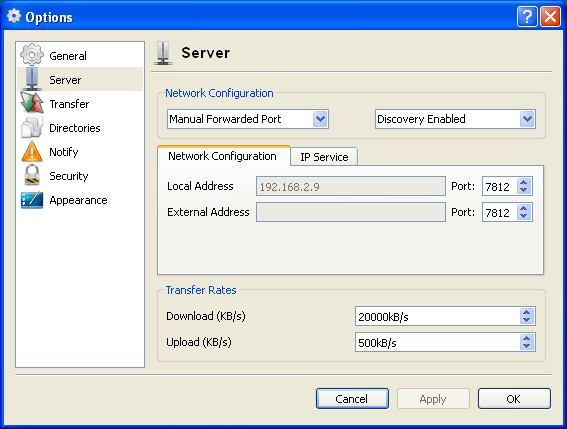 Options
General
Server
Transfer
Directories
Notify
Security
Appearance
Server
Network Configuration
Manual Forwarded Port
Discovery Enabled
Network Configuration
IP Service
Local Address 192.168.2.9 Port: 7812
External Address Port: 7812
Transfer Rates
Download (KB/s) 20000kB/s
Upload (KB/s) 500kB/s
Cancel Apply OK